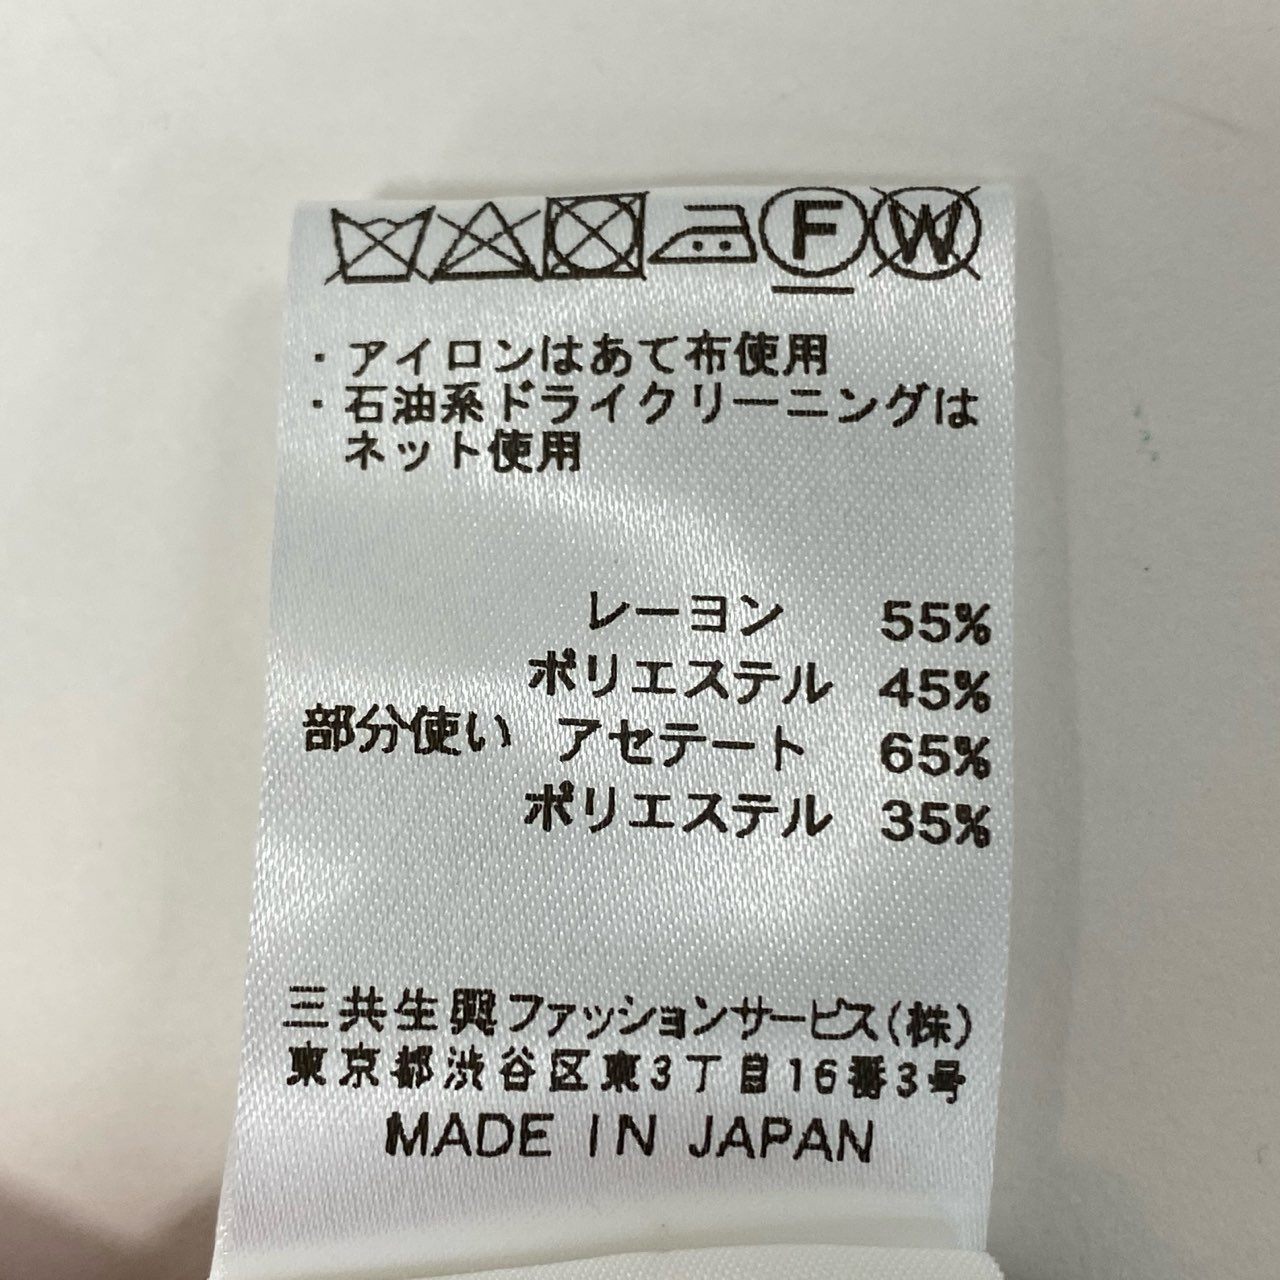 F W
・アイロンはあて布使用
・石油系ドライクリーニングは
ネット使用
レーヨン 55%
ポリエステル 45%
部分使い アセテート 65%
ポリエステル 35%
三共生興ファッションサービス(株)
東京都渋谷区東3丁目16番3号
MADE IN JAPAN